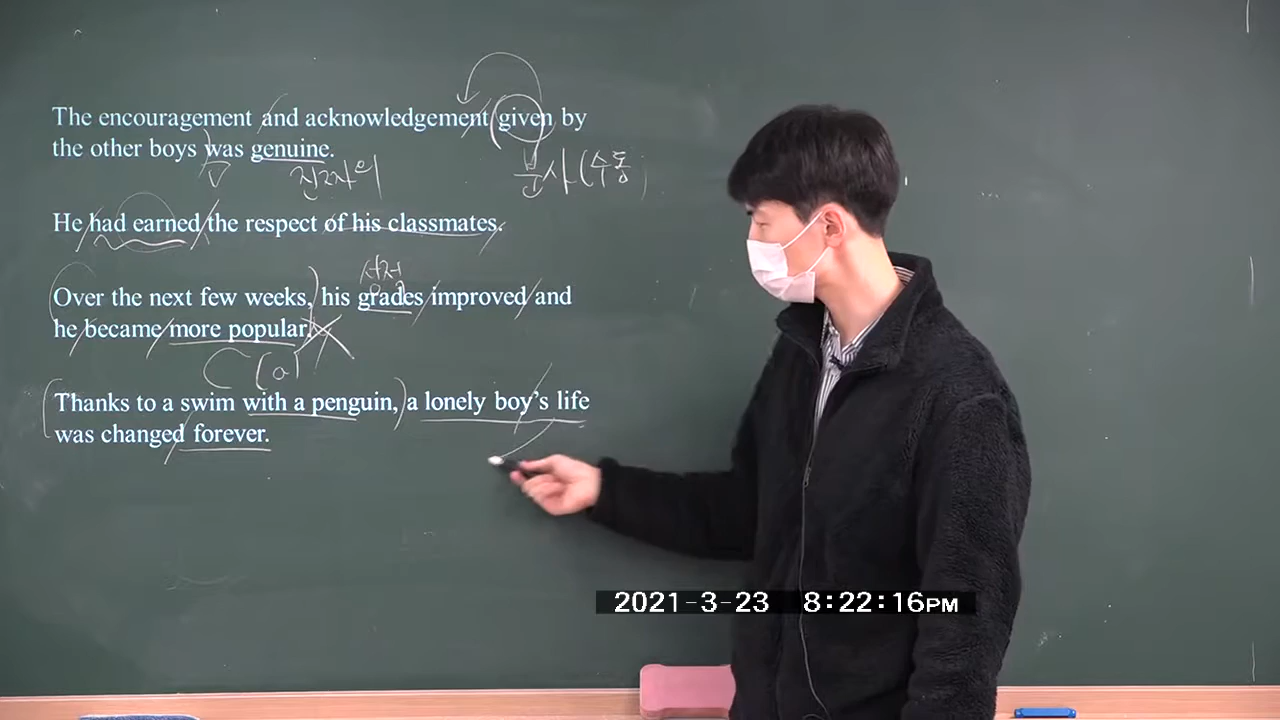 The encouragement and acknowledgement given by
the other boys was genuine.
진짜의
분사(수동)
He had earned the respect of his classmates.
성적
Over the next few weeks, his grades improved and
he became more popular.
C (a)
Thanks to a swim with a penguin, a lonely boy's life
was changed forever.
2021-3-23 8:22:16PM